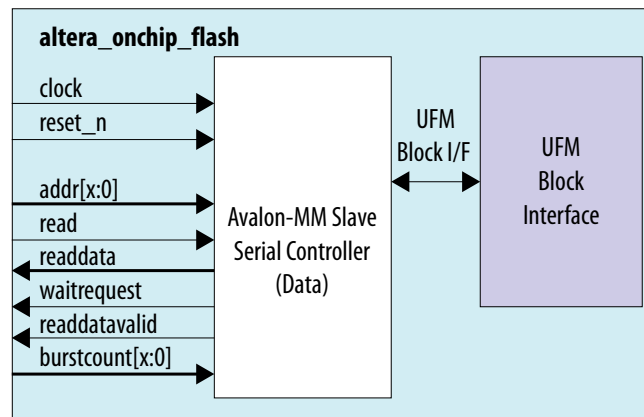 altera_onchip_flash
clock
reset_n
addr[x:0]
read
readdata
waitrequest
readdatavalid
burstcount[x:0]
Avalon-MM Slave
Serial Controller
(Data)
UFM
Block I/F
UFM
Block
Interface